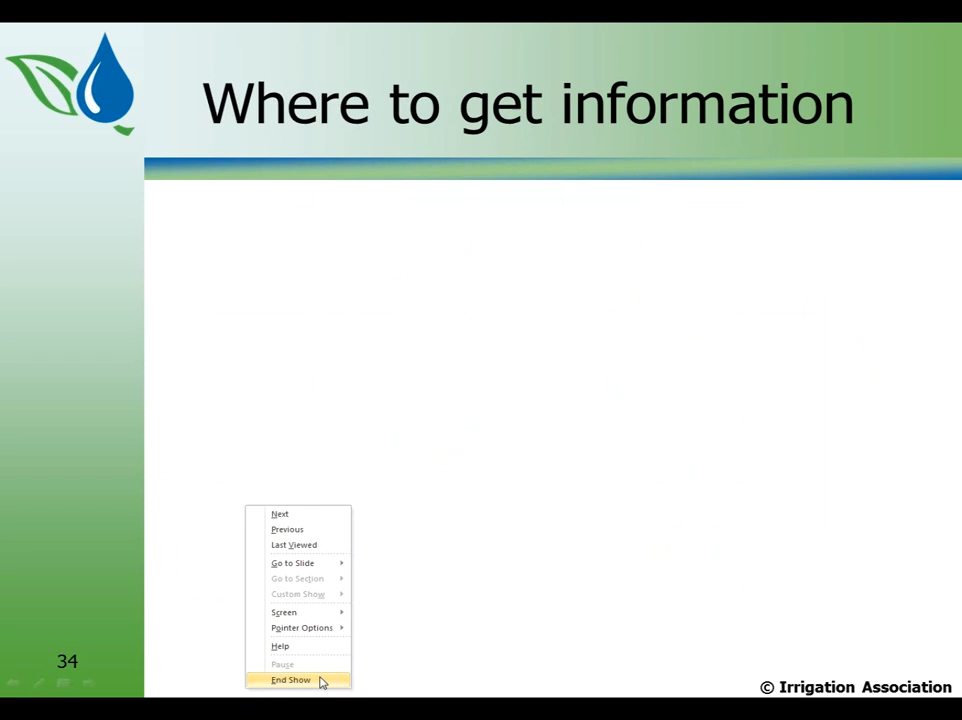 Where to get information
Next
Previous
Last Viewed
Go to Slide
Go to Section
Custom Show
Screen
Pointer Options
Help
Pause
End Show
34
© Irrigation Association